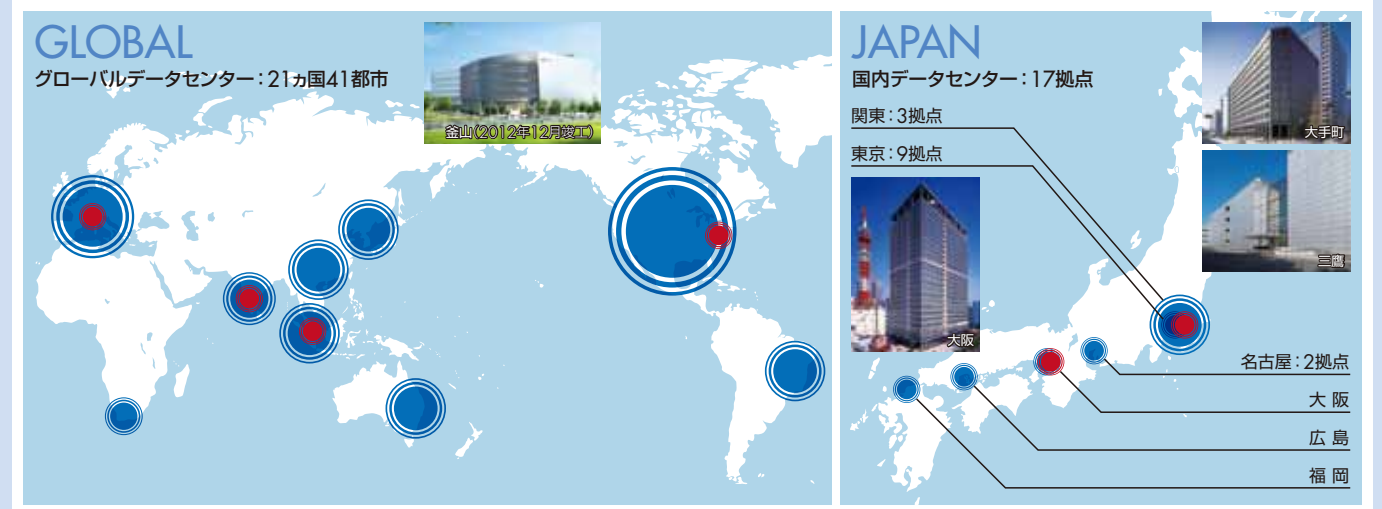 GLOBAL
グローバルデータセンター：21ヵ国41都市
釜山（2012年12月竣工）
JAPAN
国内データセンター：17拠点
関東：3拠点
東京：9拠点
大手町
三鷹
大阪
名古屋：2拠点
大 阪
広 島
福 岡